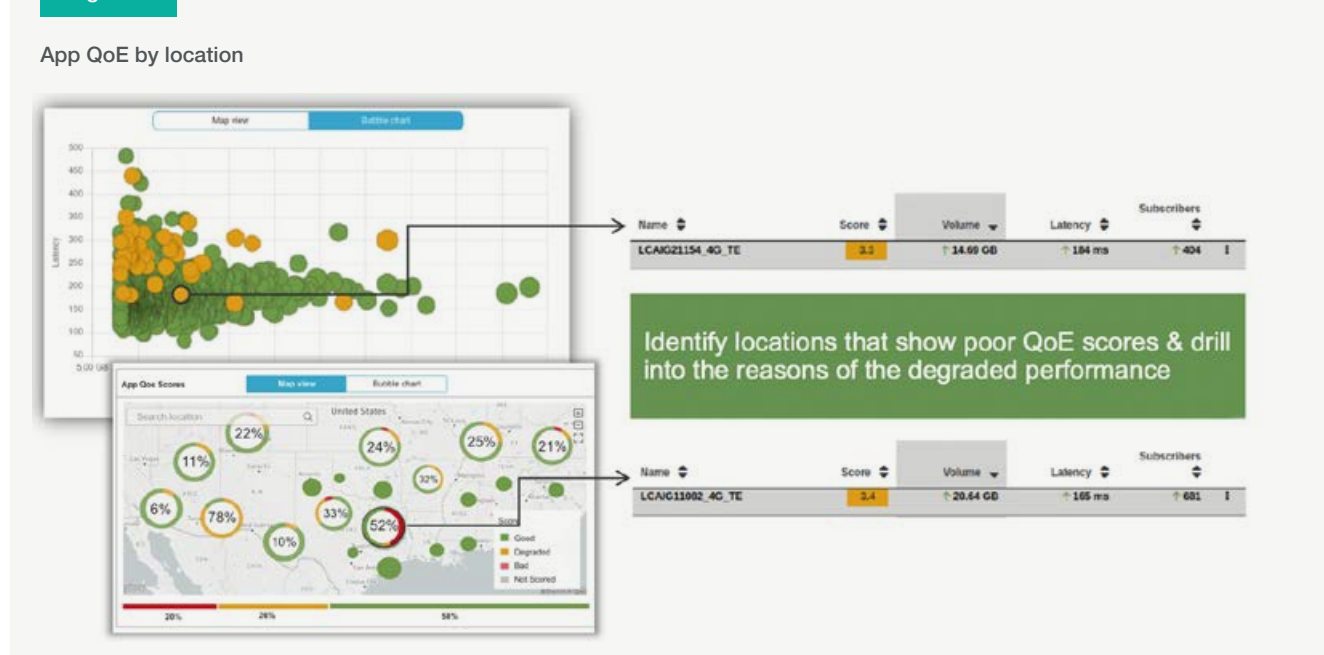 App QoE by location
Map view
Bubble chart
500
450
400
350
300
250
200
150
100
50
Latency
5.00 GB
Name
Score
Volume
Latency
Subscribers
LCAIG21154_4G_TE
3.3
14.69 GB
184 ms
404
Identify locations that show poor QoE scores & drill
into the reasons of the degraded performance
App Qoe Scores
Map view
Bubble chart
Search location
United States
22%
24%
25%
21%
11%
32%
6%
78%
33%
52%
10%
Score
Good
Degraded
Bad
Not Scored
20%
26%
58%
Name
Score
Volume
Latency
Subscribers
LCAIG11002_4G_TE
3.4
20.64 GB
165 ms
681